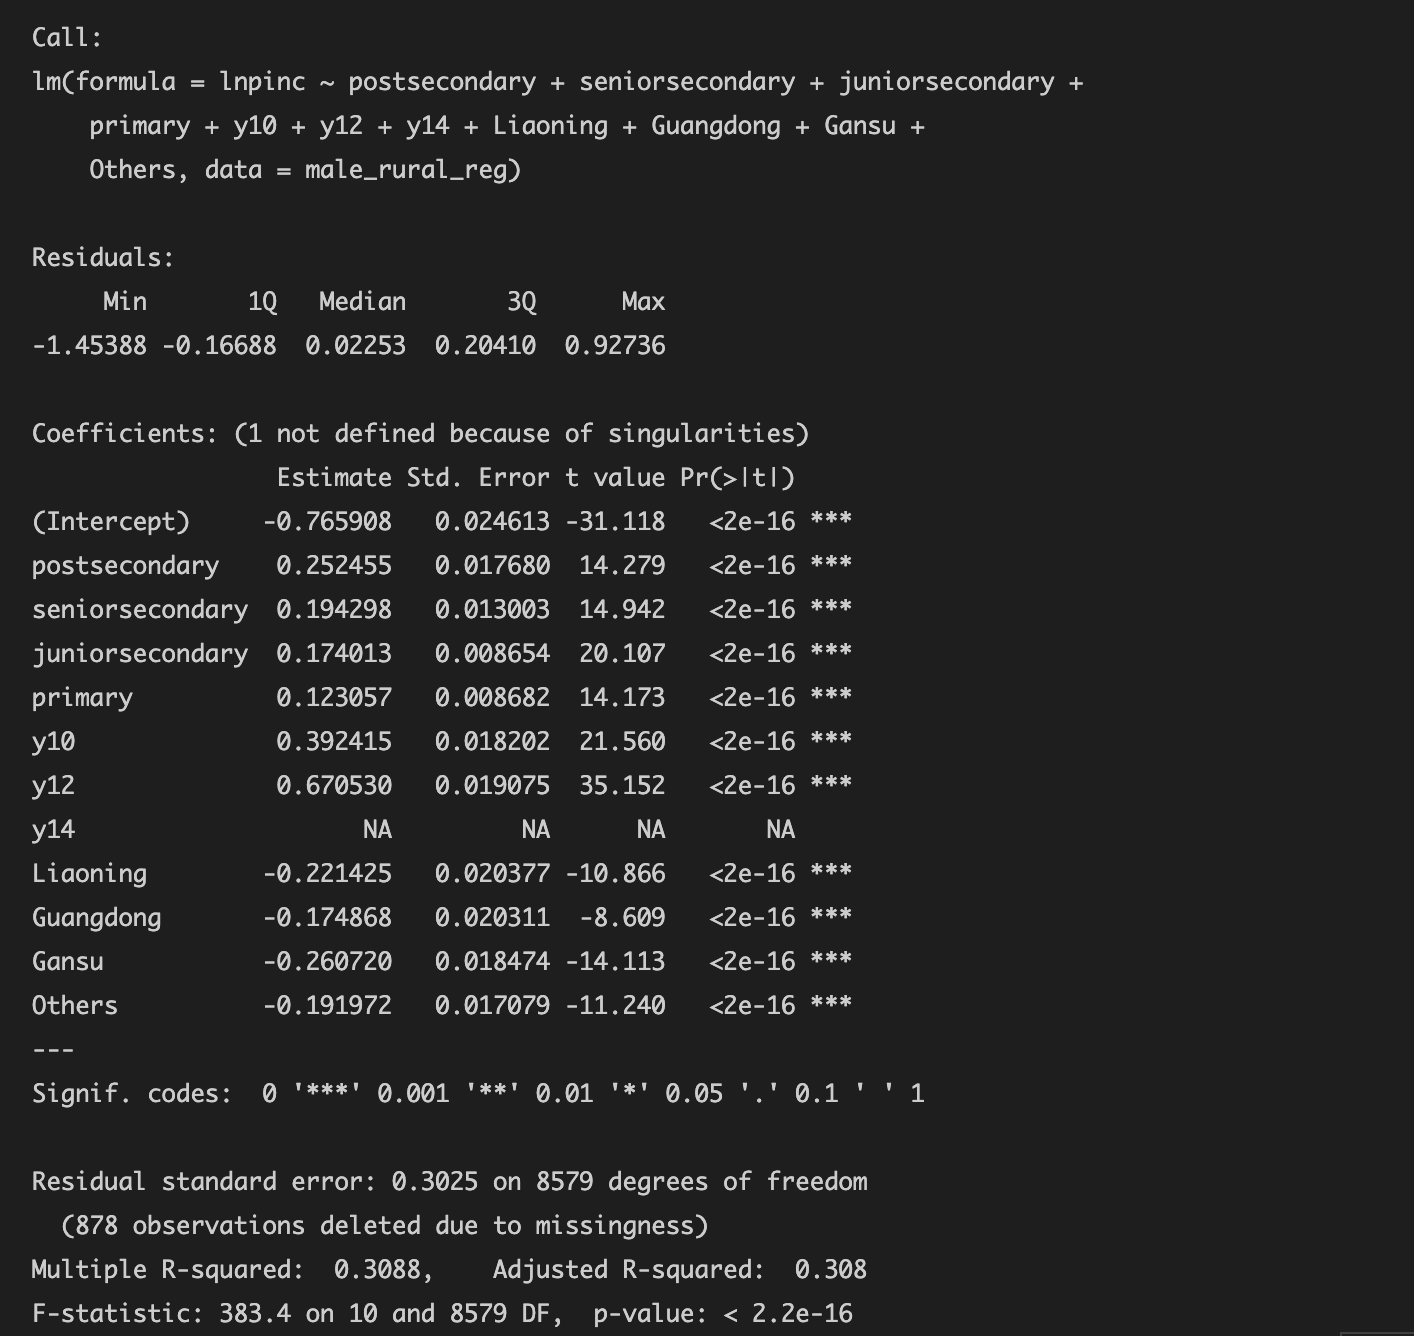 Call:
lm(formula = lnpinc ~ postsecondary + seniorsecondary + juniorsecondary +
    primary + y10 + y12 + y14 + Liaoning + Guangdong + Gansu +
    Others, data = male_rural_reg)

Residuals:
     Min       1Q   Median       3Q      Max
-1.45388 -0.16688  0.02253  0.20410  0.92736

Coefficients: (1 not defined because of singularities)
                 Estimate Std. Error t value Pr(>|t|)
(Intercept)     -0.765908   0.024613 -31.118   <2e-16 ***
postsecondary    0.252455   0.017680  14.279   <2e-16 ***
seniorsecondary  0.194298   0.013003  14.942   <2e-16 ***
juniorsecondary  0.174013   0.008654  20.107   <2e-16 ***
primary          0.123057   0.008682  14.173   <2e-16 ***
y10              0.392415   0.018202  21.560   <2e-16 ***
y12              0.670530   0.019075  35.152   <2e-16 ***
y14                    NA         NA      NA       NA
Liaoning        -0.221425   0.020377 -10.866   <2e-16 ***
Guangdong       -0.174868   0.020311  -8.609   <2e-16 ***
Gansu           -0.260720   0.018474 -14.113   <2e-16 ***
Others          -0.191972   0.017079 -11.240   <2e-16 ***
---
Signif. codes:  0 '***' 0.001 '**' 0.01 '*' 0.05 '.' 0.1 ' ' 1

Residual standard error: 0.3025 on 8579 degrees of freedom
  (878 observations deleted due to missingness)
Multiple R-squared:  0.3088,    Adjusted R-squared:  0.308
F-statistic: 383.4 on 10 and 8579 DF,  p-value: < 2.2e-16